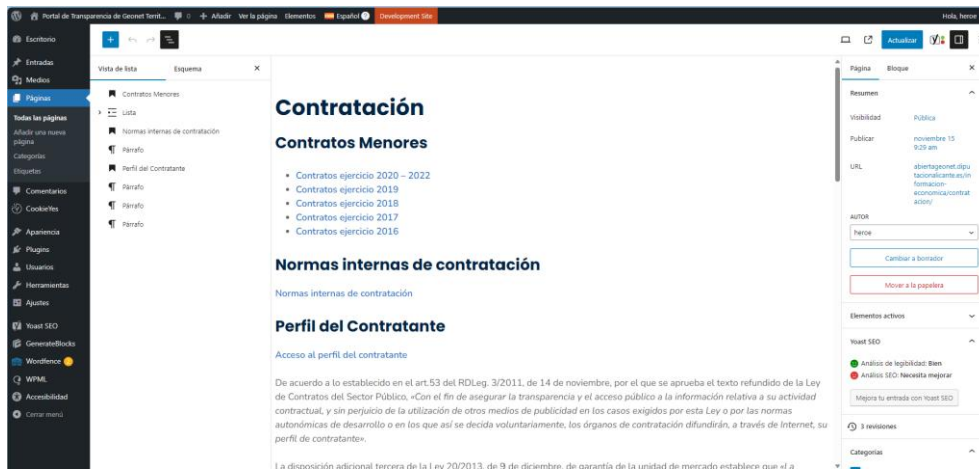 Portal de Transparencia de Geonet Territ... 0 + Añadir Ver la página Elementos Español Development Site Hola, heroe
Escritorio
Entradas
Medios
Páginas
Todas las páginas
Añadir una nueva
página
Categorías
Etiquetas
Comentarios
CookieYes
Apariencia
Plugins
Usuarios
Herramientas
Ajustes
Yoast SEO
GenerateBlocks
Wordfence 2
WPML
Accesibilidad
Cerrar menú
Actualizar
Vista de lista Esquema
Contratos Menores
Lista
Normas internas de contratación
Párrafo
Perfil del Contratante
Párrafo
Párrafo
Párrafo
Contratación
Contratos Menores
Contratos ejercicio 2020 – 2022
Contratos ejercicio 2019
Contratos ejercicio 2018
Contratos ejercicio 2017
Contratos ejercicio 2016
Normas internas de contratación
Normas internas de contratación
Perfil del Contratante
Acceso al perfil del contratante
De acuerdo a lo establecido en el art.53 del RDLeg. 3/2011, de 14 de noviembre, por el que se aprueba el texto refundido de la Ley
de Contratos del Sector Público, «Con el fin de asegurar la transparencia y el acceso público a la información relativa a su actividad
contractual, y sin perjuicio de la utilización de otros medios de publicidad en los casos exigidos por esta Ley o por las normas
autonómicas de desarrollo o en los que así se decida voluntariamente, los órganos de contratación difundirán, a través de Internet, su
perfil de contratante».
La disposición adicional tercera de la Ley 20/2013, de 9 de diciembre, de garantía de la unidad de mercado establece que «La
Página Bloque
Resumen
Visibilidad Pública
Publicar noviembre 15
9:29 am
URL abiertageonet.dipu
tacionalicante.es/in
formacion-
economica/contrat
acion/
AUTOR
heroe
Cambiar a borrador
Mover a la papelera
Elementos activos
Yoast SEO
Análisis de legibilidad: Bien
Análisis SEO: Necesita mejorar
Mejora tu entrada con Yoast SEO
3 revisiones
Categorías